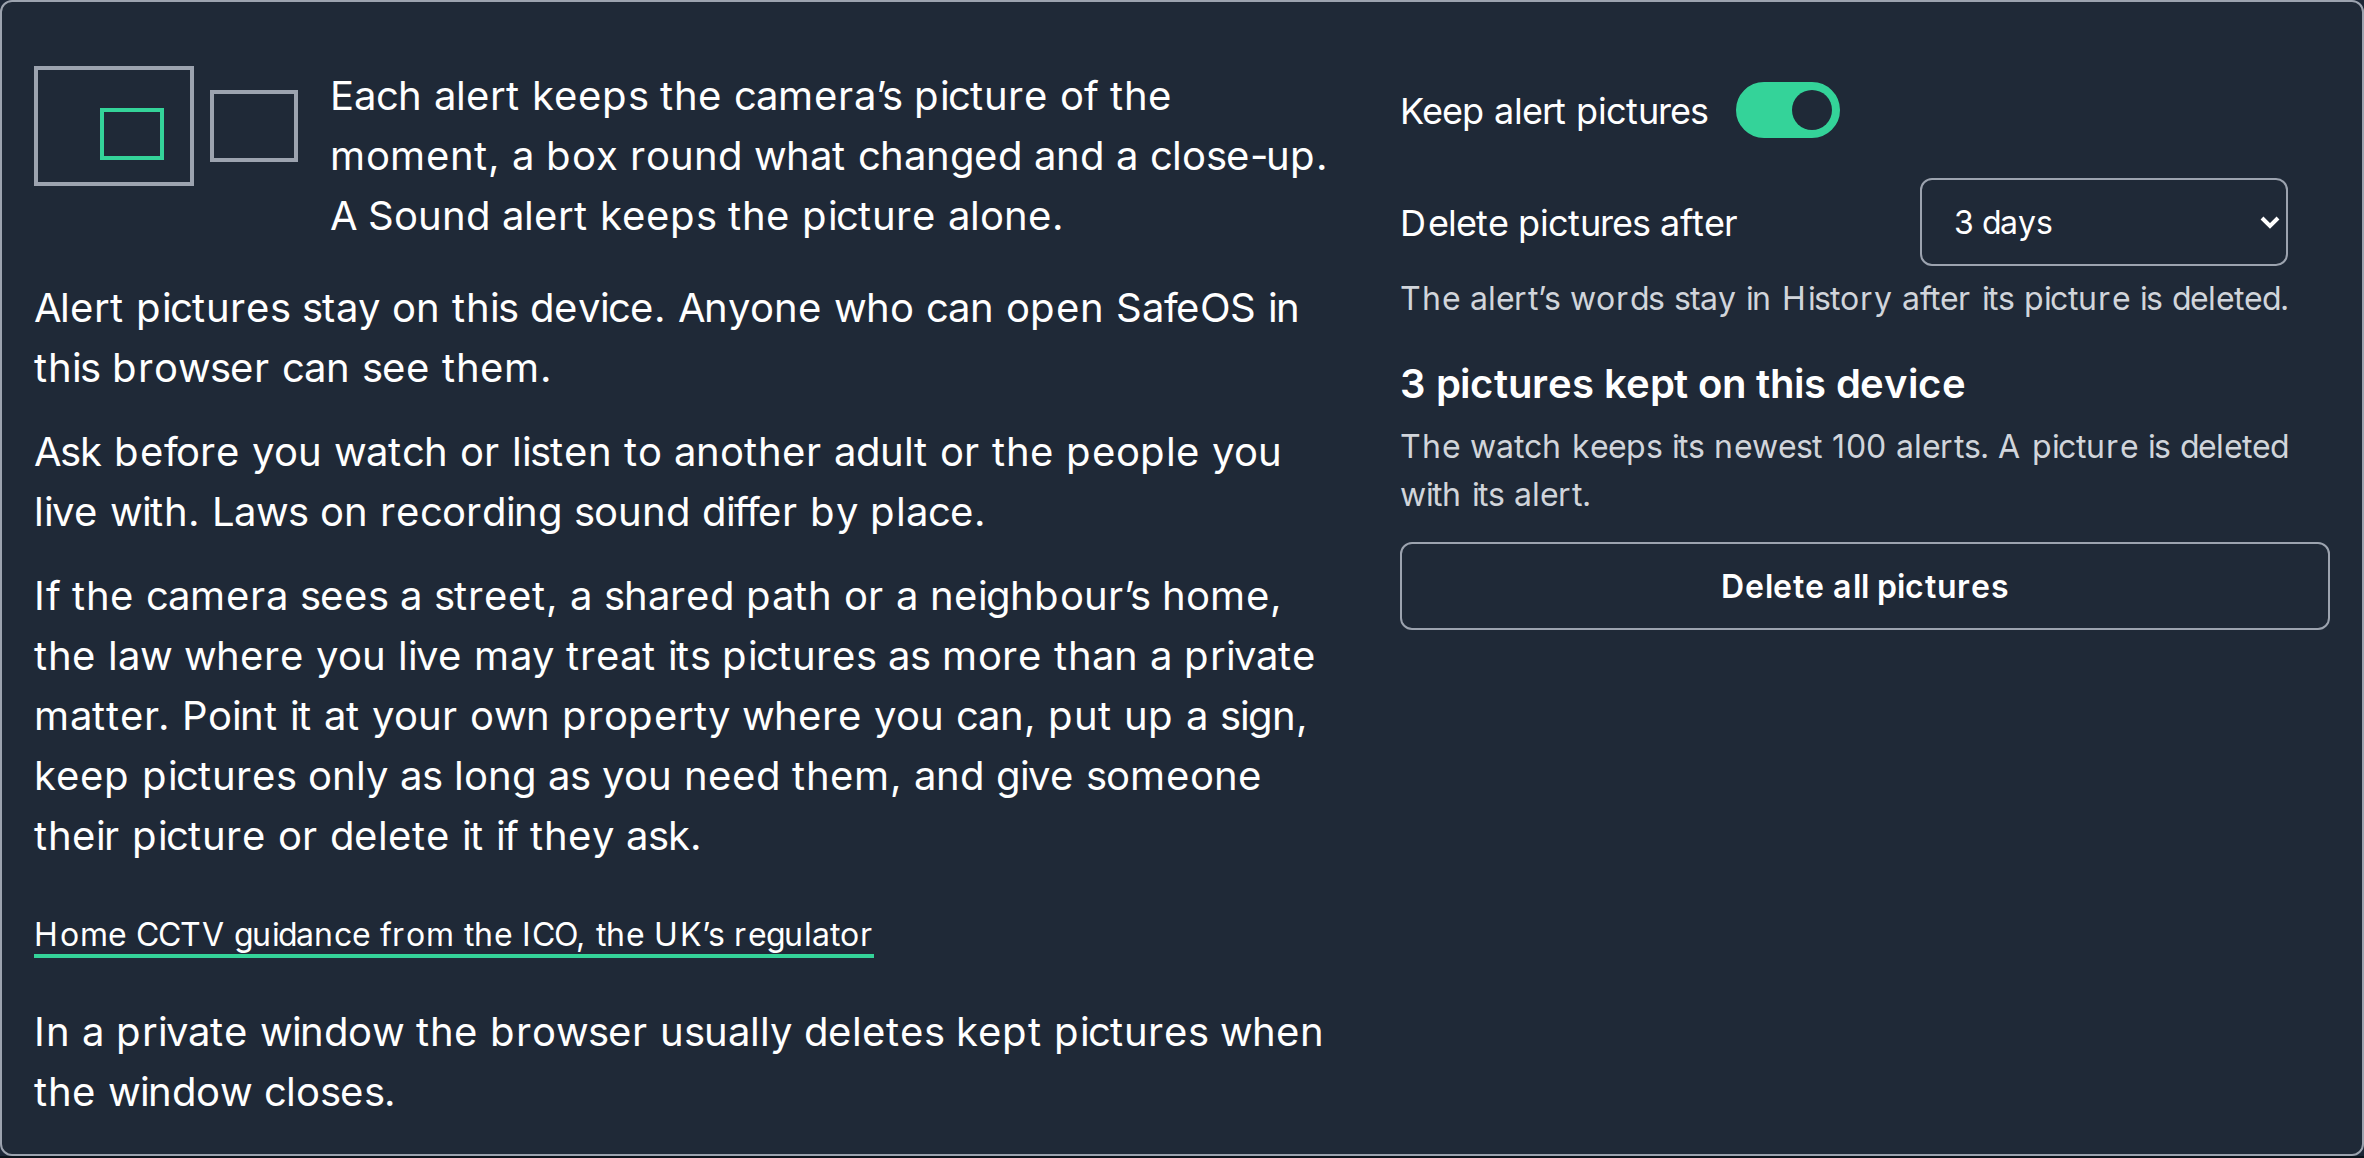 Each alert keeps the camera’s picture of the
moment, a box round what changed and a close-up.
A Sound alert keeps the picture alone.
Alert pictures stay on this device. Anyone who can open SafeOS in
this browser can see them.
Ask before you watch or listen to another adult or the people you
live with. Laws on recording sound differ by place.
If the camera sees a street, a shared path or a neighbour’s home,
the law where you live may treat its pictures as more than a private
matter. Point it at your own property where you can, put up a sign,
keep pictures only as long as you need them, and give someone
their picture or delete it if they ask.
Home CCTV guidance from the ICO, the UK’s regulator
In a private window the browser usually deletes kept pictures when
the window closes.
Keep alert pictures
Delete pictures after
3 days
The alert’s words stay in History after its picture is deleted.
3 pictures kept on this device
The watch keeps its newest 100 alerts. A picture is deleted
with its alert.
Delete all pictures